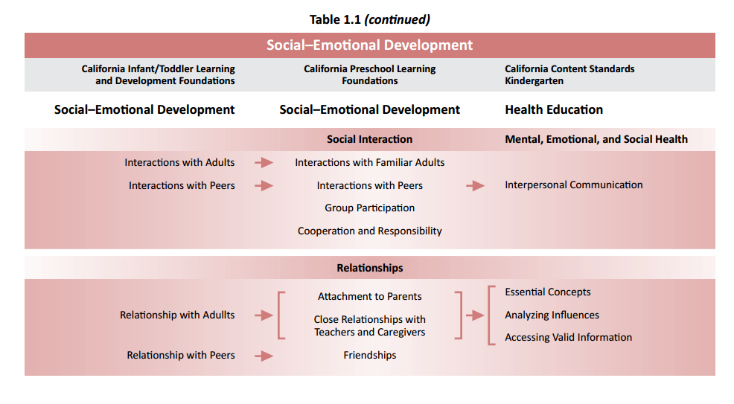 Table 1.1 (continued)
Social–Emotional Development
California Infant/Toddler Learning
and Development Foundations
California Preschool Learning
Foundations
California Content Standards
Kindergarten
Social–Emotional Development
Social–Emotional Development
Health Education
Social Interaction
Mental, Emotional, and Social Health
Interactions with Adults
Interactions with Familiar Adults
Interactions with Peers
Interactions with Peers
Interpersonal Communication
Group Participation
Cooperation and Responsibility
Relationships
Relationship with Adullts
Attachment to Parents
Close Relationships with
Teachers and Caregivers
Essential Concepts
Analyzing Influences
Accessing Valid Information
Relationship with Peers
Friendships